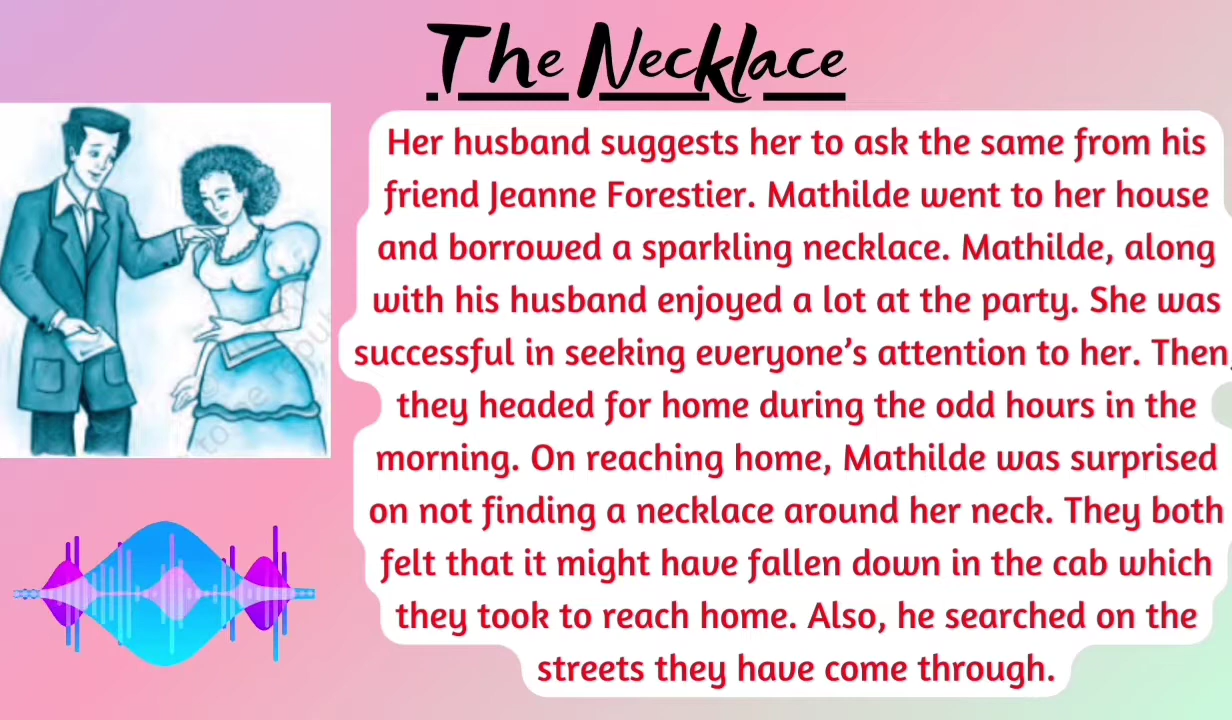 The Necklace
Her husband suggests her to ask the same from his
friend Jeanne Forestier. Mathilde went to her house
and borrowed a sparkling necklace. Mathilde, along
with his husband enjoyed a lot at the party. She was
successful in seeking everyone's attention to her. Then,
they headed for home during the odd hours in the
morning. On reaching home, Mathilde was surprised
on not finding a necklace around her neck. They both
felt that it might have fallen down in the cab which
they took to reach home. Also, he searched on the
streets they have come through.